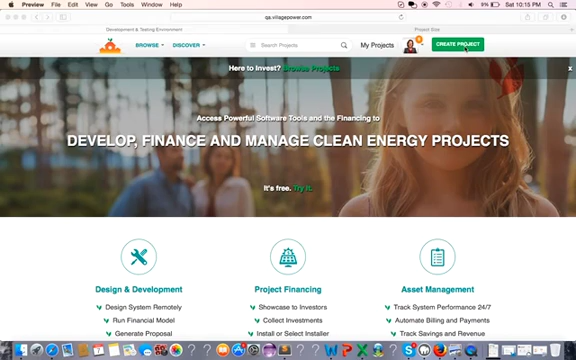 Preview File Edit View Go Tools Window Help
9% Sat 10:15 PM
qa.villagepower.com
Development & Testing Environment
BROWSE DISCOVER Search Projects My Projects CREATE PROJECT
Here to Invest? Browse Projects. x
Access Powerful Software Tools and the Financing to
DEVELOP, FINANCE AND MANAGE CLEAN ENERGY PROJECTS
It's free. Try it.
Design & Development
Design System Remotely
Run Financial Model
Generate Proposal
Project Financing
Showcase to Investors
Collect Investments
Install or Select Installer
Asset Management
Track System Performance 24/7
Automate Billing and Payments
Track Savings and Revenue